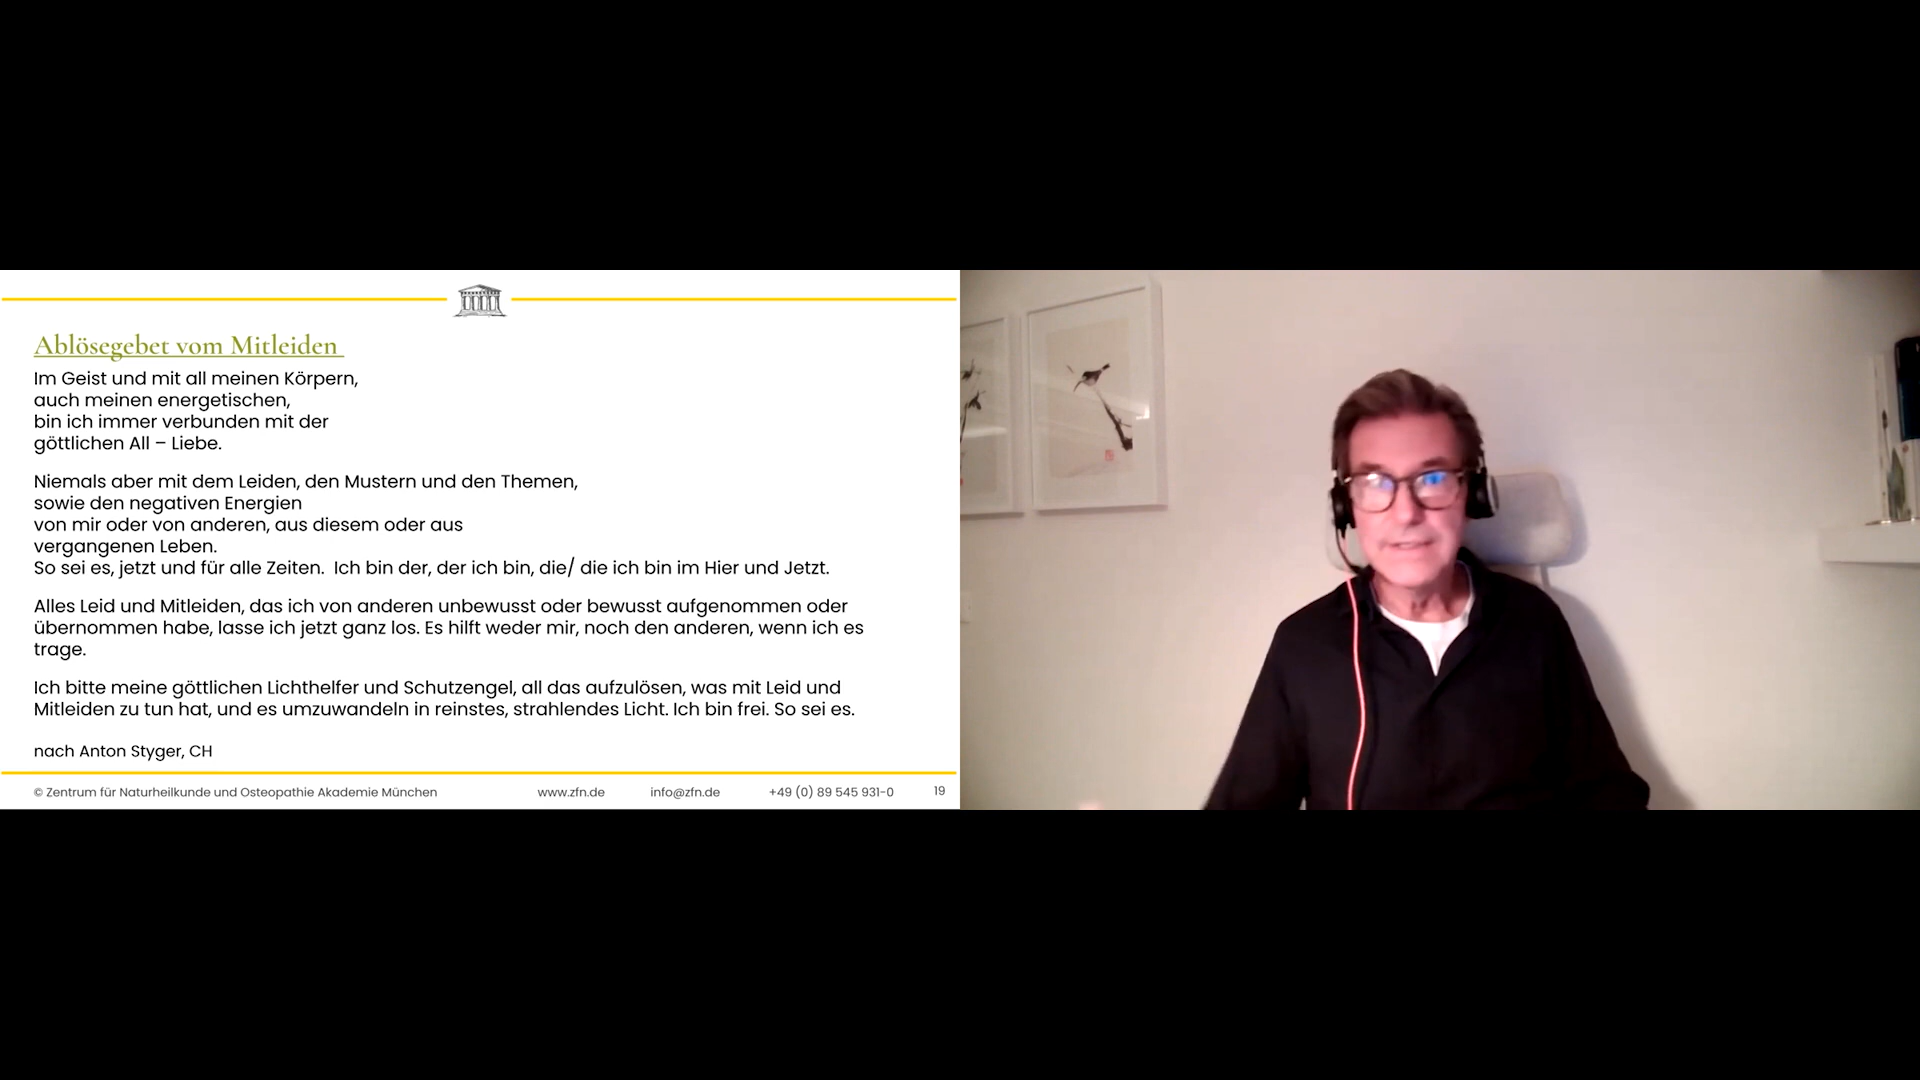 Ablösegebet vom Mitleiden
Im Geist und mit all meinen Körpern,
auch meinen energetischen,
bin ich immer verbunden mit der
göttlichen All – Liebe.
Niemals aber mit dem Leiden, den Mustern und den Themen,
sowie den negativen Energien
von mir oder von anderen, aus diesem oder aus
vergangenen Leben.
So sei es, jetzt und für alle Zeiten.  Ich bin der, der ich bin, die/ die ich bin im Hier und Jetzt.
Alles Leid und Mitleiden, das ich von anderen unbewusst oder bewusst aufgenommen oder
übernommen habe, lasse ich jetzt ganz los. Es hilft weder mir, noch den anderen, wenn ich es
trage.
Ich bitte meine göttlichen Lichthelfer und Schutzengel, all das aufzulösen, was mit Leid und
Mitleiden zu tun hat, und es umzuwandeln in reinstes, strahlendes Licht. Ich bin frei. So sei es.
nach Anton Styger, CH
© Zentrum für Naturheilkunde und Osteopathie Akademie München www.zfn.de info@zfn.de +49 (0) 89 545 931-0 19